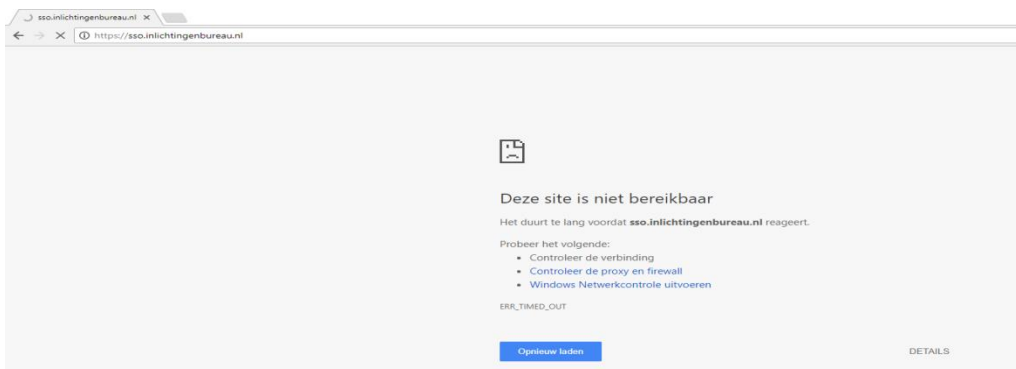 sso.inlichtingenbureau.nl
https://sso.inlichtingenbureau.nl
Deze site is niet bereikbaar
Het duurt te lang voordat sso.inlichtingenbureau.nl reageert.
Probeer het volgende:
• Controleer de verbinding
• Controleer de proxy en firewall
• Windows Netwerkcontrole uitvoeren
ERR_TIMED_OUT
Opnieuw laden DETAILS